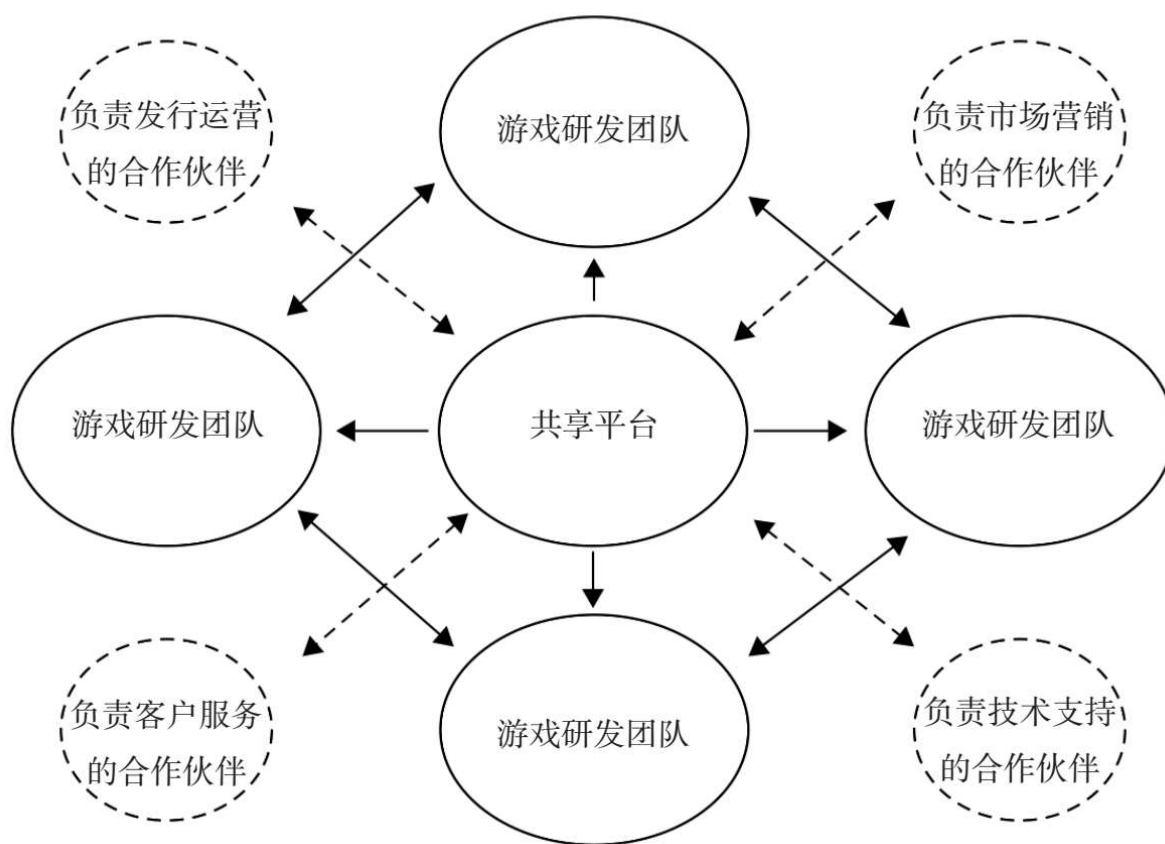 负责发行运营
的合作伙伴
游戏研发团队
负责市场营销
的合作伙伴
游戏研发团队
共享平台
游戏研发团队
负责客户服务
的合作伙伴
游戏研发团队
负责技术支持
的合作伙伴